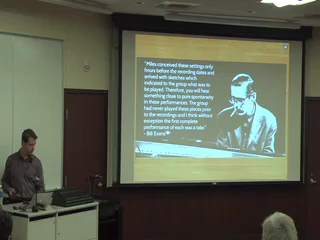 "Miles conceived these settings only
hours before the recording dates and
arrived with sketches which
indicated to the group what was to
be played. Therefore, you will hear
something close to pure spontaneity
in these performances. The group
had never played these pieces prior
to the recordings and I think without
exception the first complete
performance of each was a take."
- Bill Evans